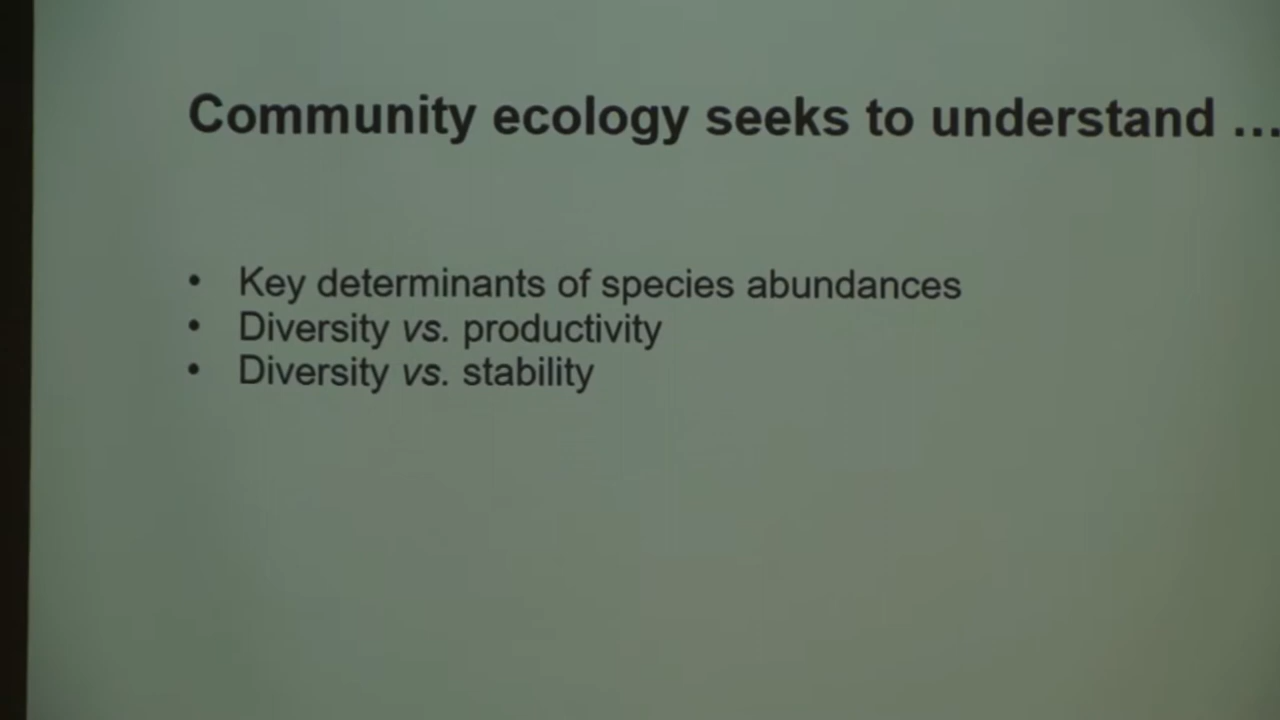 Community ecology seeks to understand ...
• Key determinants of species abundances
• Diversity vs. productivity
• Diversity vs. stability